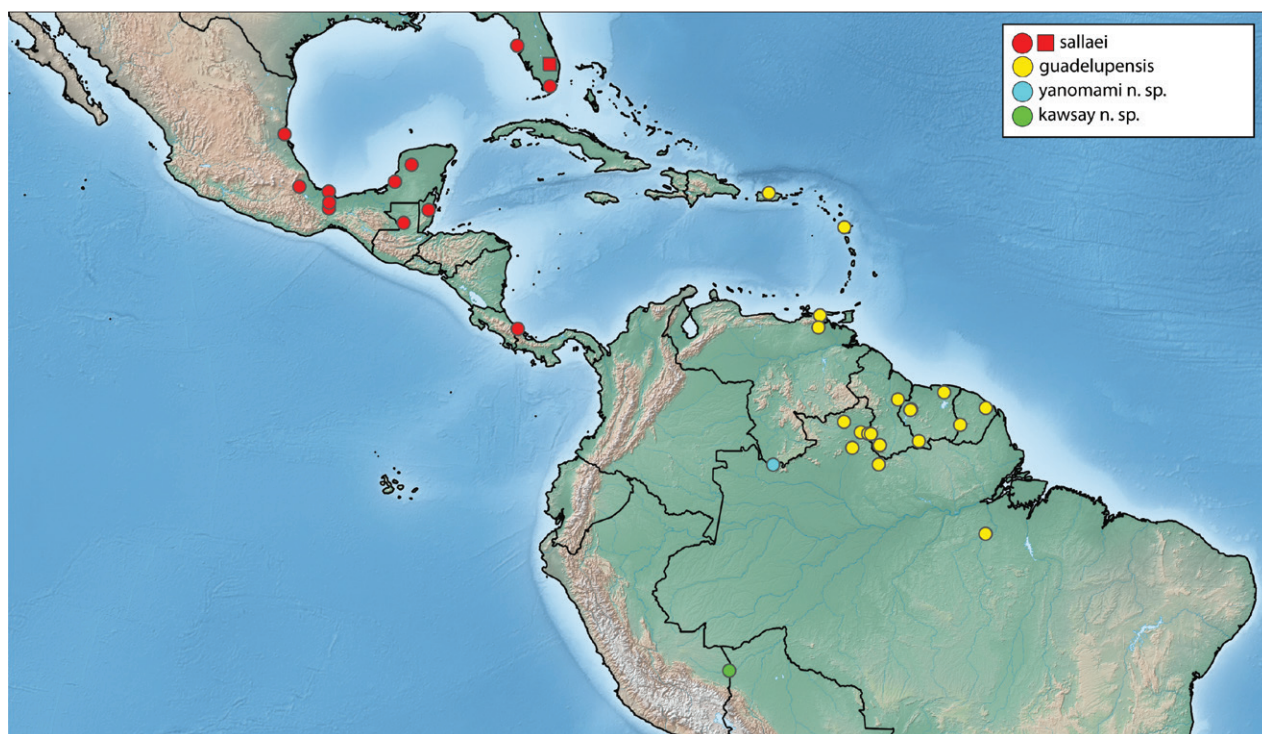 sallaei
guadelupensis
yanomami n. sp.
kawsay n. sp.